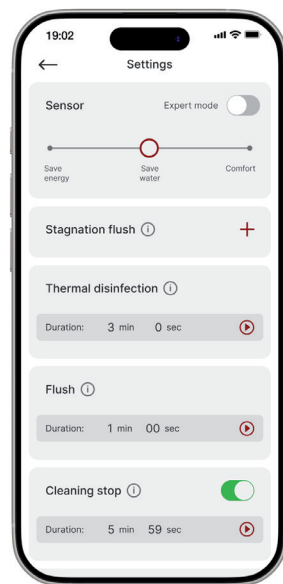 19:02
Settings
Sensor
Expert mode
Save energy
Save water
Comfort
Stagnation flush
Thermal disinfection
Duration: 3 min 0 sec
Flush
Duration: 1 min 00 sec
Cleaning stop
Duration: 5 min 59 sec